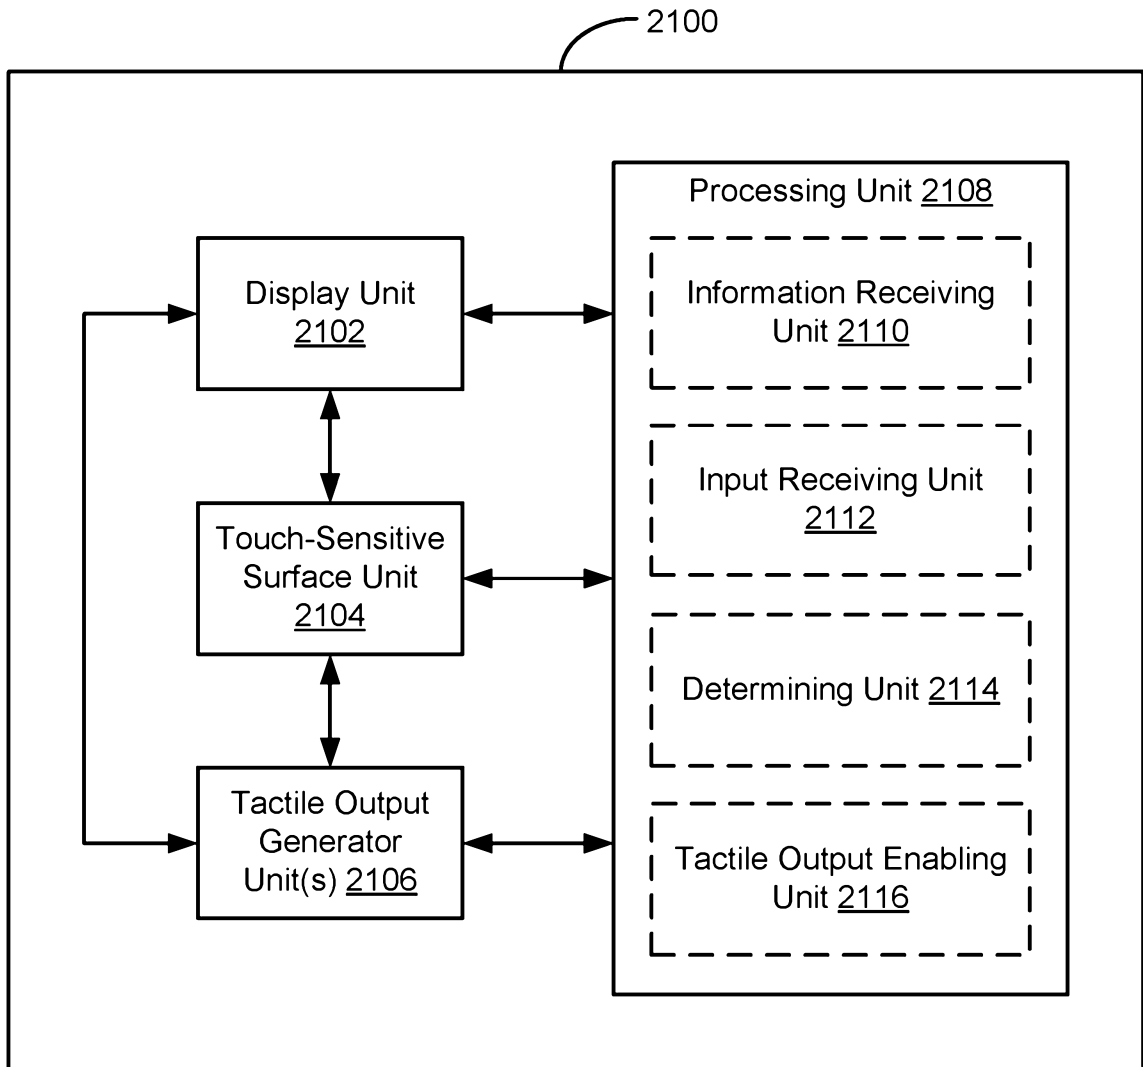 2100
Processing Unit 2108
Display Unit
2102
Information Receiving
Unit 2110
Input Receiving Unit
2112
Touch-Sensitive
Surface Unit
2104
Determining Unit 2114
Tactile Output
Generator
Unit(s) 2106
Tactile Output Enabling
Unit 2116